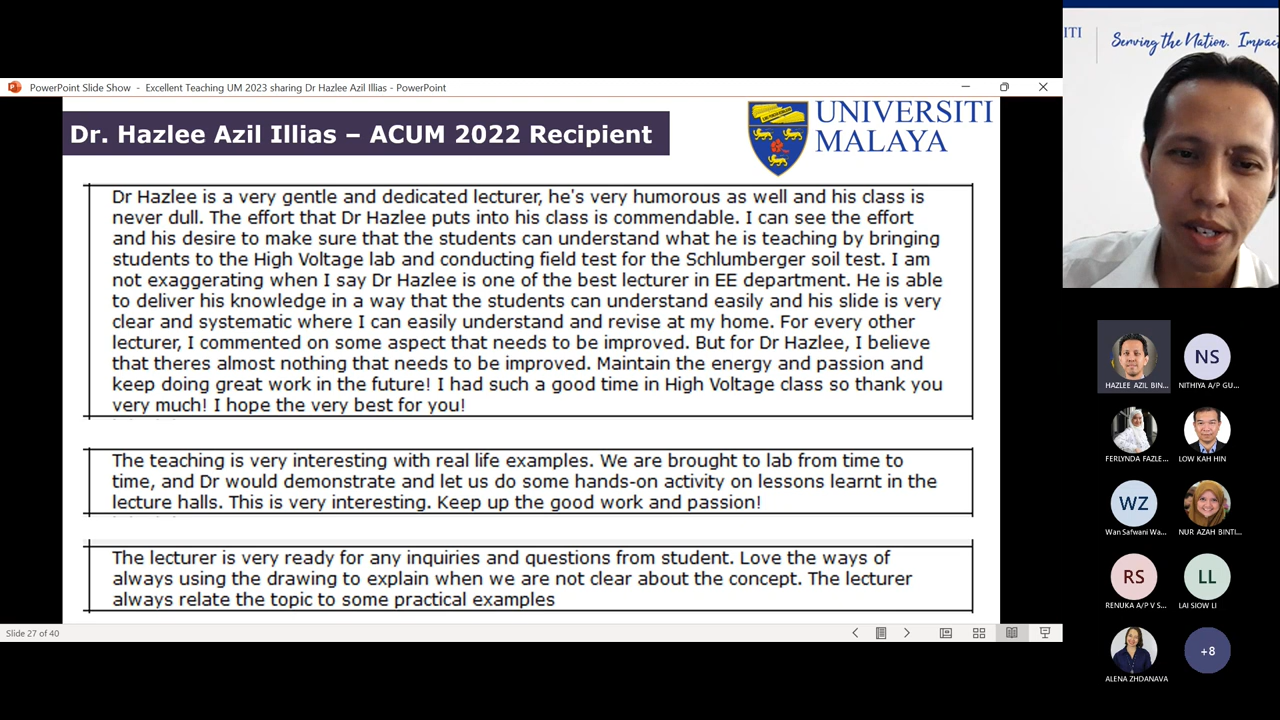 ITI
Serving the Nation. Impac
PowerPoint Slide Show - Excellent Teaching UM 2023 sharing Dr Hazlee Azil Illias - PowerPoint
Dr. Hazlee Azil Illias – ACUM 2022 Recipient
UNIVERSITI
MALAYA
Dr Hazlee is a very gentle and dedicated lecturer, he's very humorous as well and his class is
never dull. The effort that Dr Hazlee puts into his class is commendable. I can see the effort
and his desire to make sure that the students can understand what he is teaching by bringing
students to the High Voltage lab and conducting field test for the Schlumberger soil test. I am
not exaggerating when I say Dr Hazlee is one of the best lecturer in EE department. He is able
to deliver his knowledge in a way that the students can understand easily and his slide is very
clear and systematic where I can easily understand and revise at my home. For every other
lecturer, I commented on some aspect that needs to be improved. But for Dr Hazlee, I believe
that theres almost nothing that needs to be improved. Maintain the energy and passion and
keep doing great work in the future! I had such a good time in High Voltage class so thank you
very much! I hope the very best for you!
The teaching is very interesting with real life examples. We are brought to lab from time to
time, and Dr would demonstrate and let us do some hands-on activity on lessons learnt in the
lecture halls. This is very interesting. Keep up the good work and passion!
The lecturer is very ready for any inquiries and questions from student. Love the ways of
always using the drawing to explain when we are not clear about the concept. The lecturer
always relate the topic to some practical examples
Slide 27 of 40
NS
HAZLEE AZIL BIN...
NITHIYA A/P GU...
FERLYNDA FAZLE...
LOW KAH HIN
WZ
Wan Safwani Wa...
NUR AZAH BINTI...
RS
LL
RENUKA A/P V S...
LAI SIOW LI
+8
ALENA ZHDANAVA